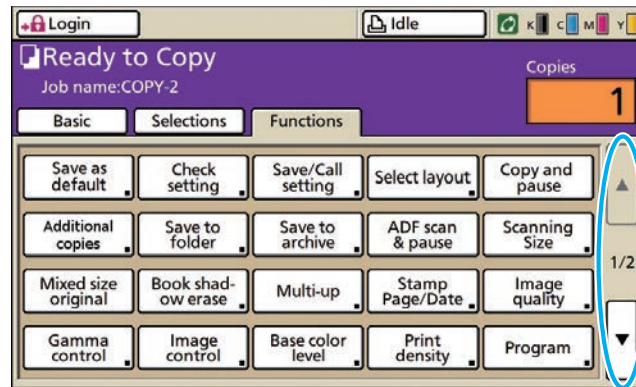 Login
Idle
K C M Y
Ready to Copy
Job name:COPY-2
Copies
1
Basic
Selections
Functions
Save as
default
Check
setting
Save/Call
setting
Select layout
Copy and
pause
Additional
copies
Save to
folder
Save to
archive
ADF scan
& pause
Scanning
Size
1/2
Mixed size
original
Book shad-
ow erase
Multi-up
Stamp
Page/Date
Image
quality
Gamma
control
Image
control
Base color
level
Print
density
Program